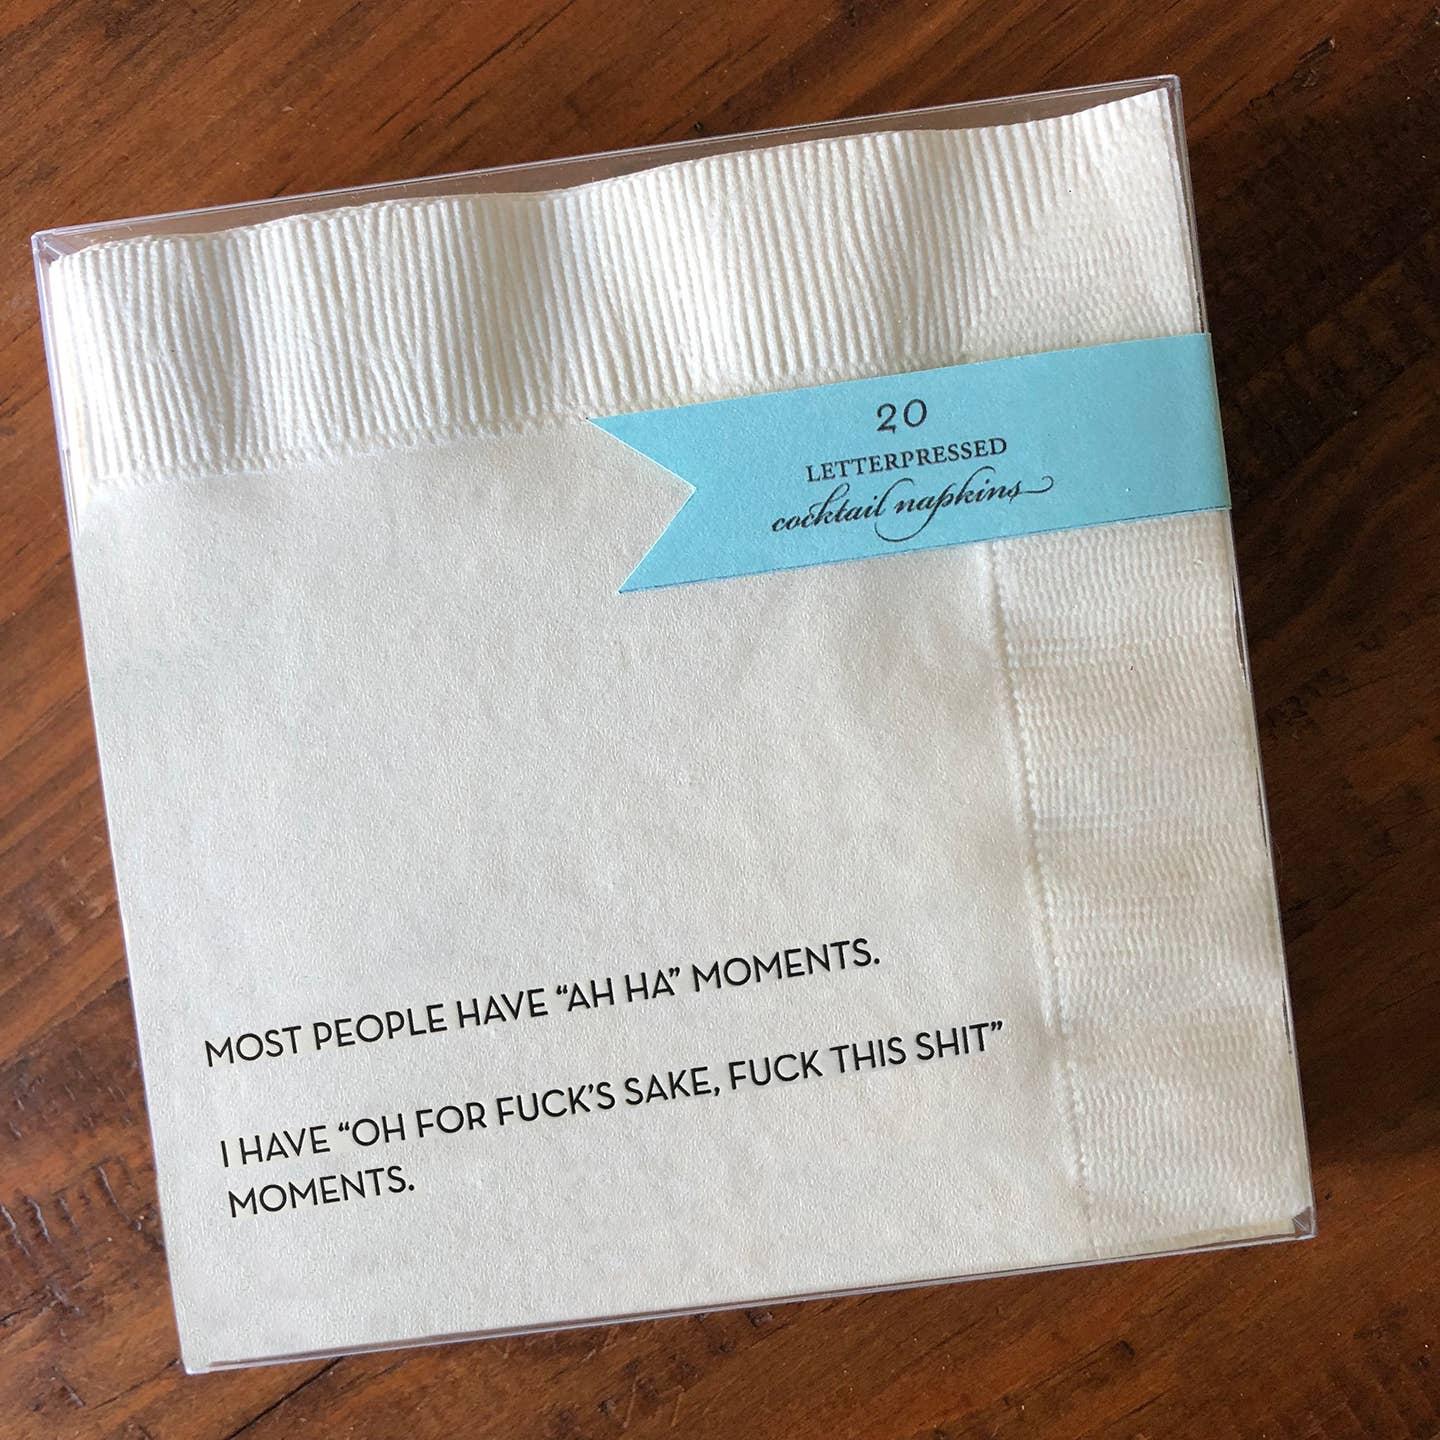 20
LETTERPRESSED
cocktail napkins
MOST PEOPLE HAVE “AH HA” MOMENTS.
I HAVE “OH FOR FUCK’S SAKE, FUCK THIS SHIT”
MOMENTS.